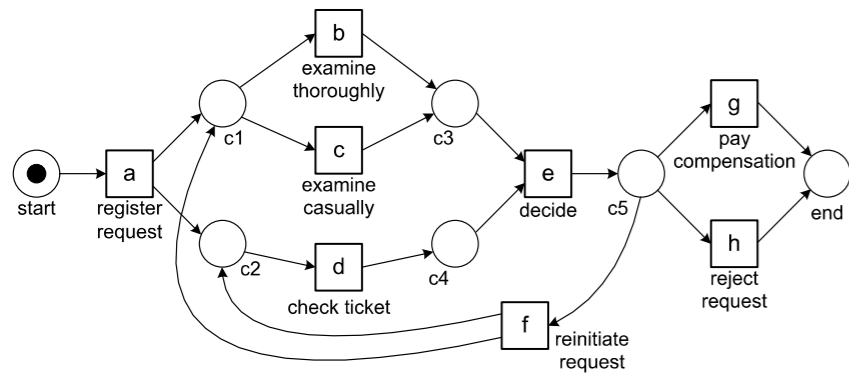 b
examine
thoroughly
c1
c3
g
pay
compensation
start
a
register
request
c
examine
casually
e
decide
c5
end
c2
d
check ticket
c4
h
reject
request
f
reinitiate
request